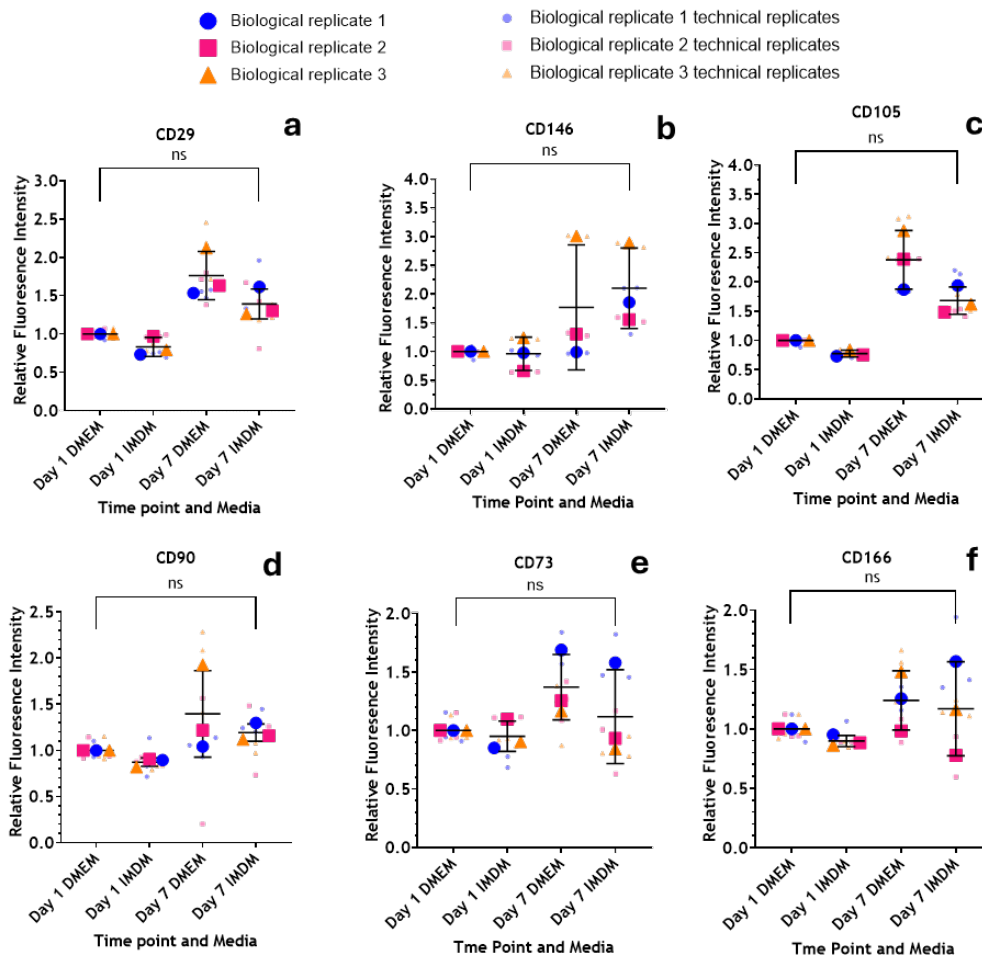 Biological replicate 1
Biological replicate 1 technical replicates
Biological replicate 2
Biological replicate 2 technical replicates
Biological replicate 3
Biological replicate 3 technical replicates
a
CD29
ns
Relative Fluorescence Intensity
3.0
2.5
2.0
1.5
1.0
0.5
0.0
Day 1 DMEM
Day 1 IMDM
Day 7 DMEM
Day 7 IMDM
Time point and Media
b
CD146
ns
Relative Fluorescence Intensity
4.0
3.5
3.0
2.5
2.0
1.5
1.0
0.5
0.0
Day 1 DMEM
Day 1 IMDM
Day 7 DMEM
Day 7 IMDM
Time Point and Media
c
CD105
ns
Relative Fluorescence Intensity
4.0
3.5
3.0
2.5
2.0
1.5
1.0
0.5
0.0
Day 1 DMEM
Day 1 IMDM
Day 7 DMEM
Day 7 IMDM
Time point and Media
d
CD90
ns
Relative Fluorescence Intensity
2.5
2.0
1.5
1.0
0.5
0.0
Day 1 DMEM
Day 1 IMDM
Day 7 DMEM
Day 7 IMDM
Time point and Media
e
CD73
ns
Relative Fluorescence Intensity
2.0
1.5
1.0
0.5
0.0
Day 1 DMEM
Day 1 IMDM
Day 7 DMEM
Day 7 IMDM
Tme Point and Media
f
CD166
ns
Relative Fluorescence Intensity
2.0
1.5
1.0
0.5
0.0
Day 1 DMEM
Day 1 IMDM
Day 7 DMEM
Day 7 IMDM
Time point and Media